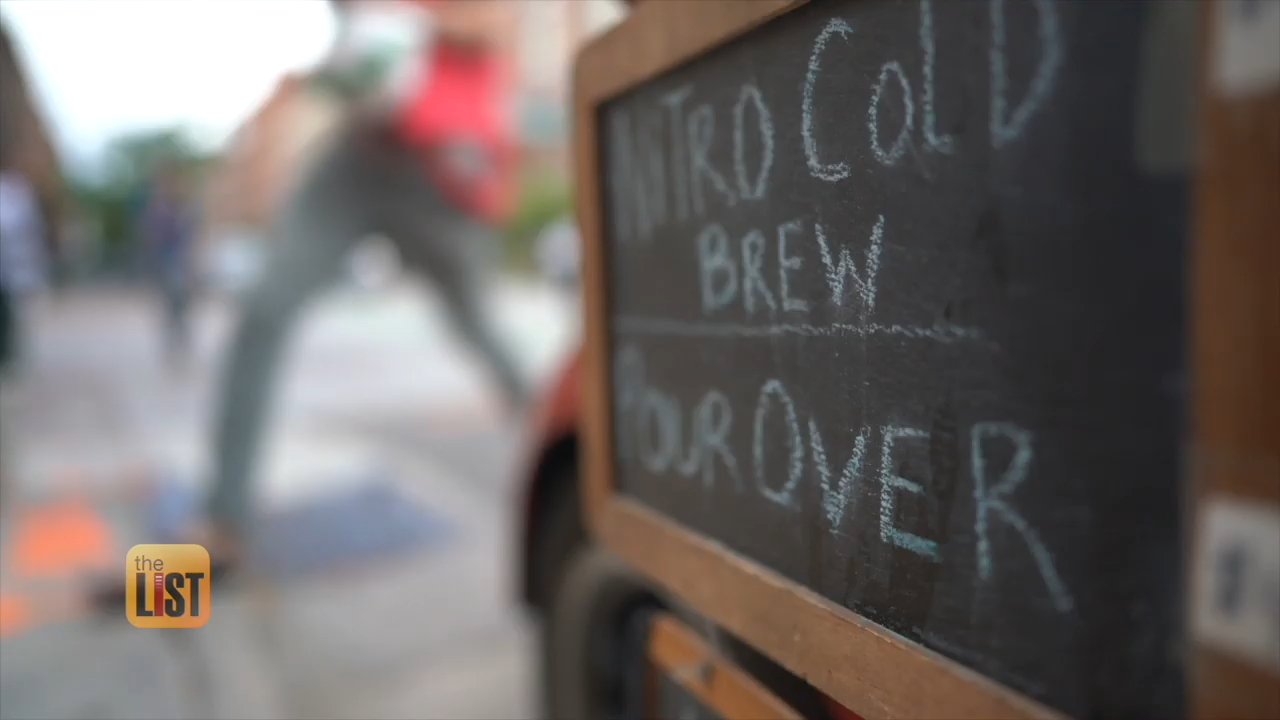 NITRO COLD
BREW
POUR OVER
the
LIST